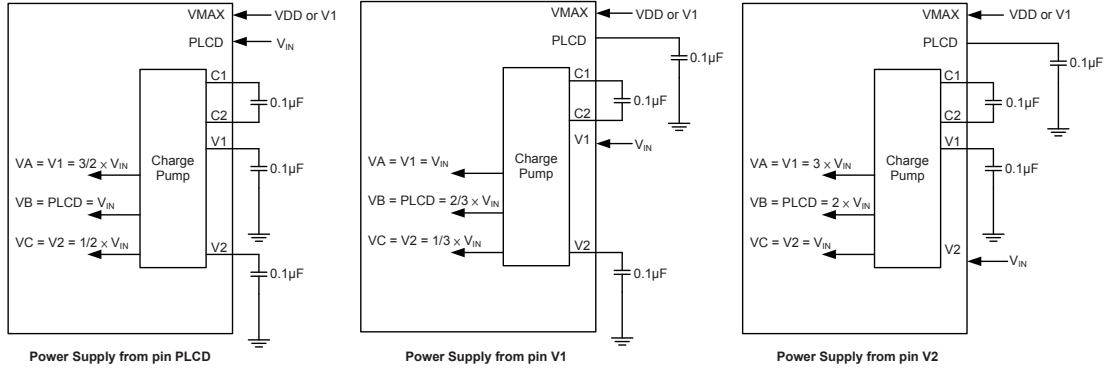 VMAX
VDD or V1
PLCD
VIN
C1
0.1µF
C2
V1
Charge
Pump
0.1µF
VA = V1 = 3/2 × VIN
VB = PLCD = VIN
VC = V2 = 1/2 × VIN
V2
0.1µF
Power Supply from pin PLCD
VMAX
VDD or V1
PLCD
0.1µF
C1
0.1µF
C2
V1
VIN
Charge
Pump
VA = V1 = VIN
VB = PLCD = 2/3 × VIN
VC = V2 = 1/3 × VIN
V2
0.1µF
Power Supply from pin V1
VMAX
VDD or V1
PLCD
0.1µF
C1
0.1µF
C2
V1
Charge
Pump
0.1µF
VA = V1 = 3 × VIN
VB = PLCD = 2 × VIN
VC = V2 = VIN
V2
VIN
Power Supply from pin V2